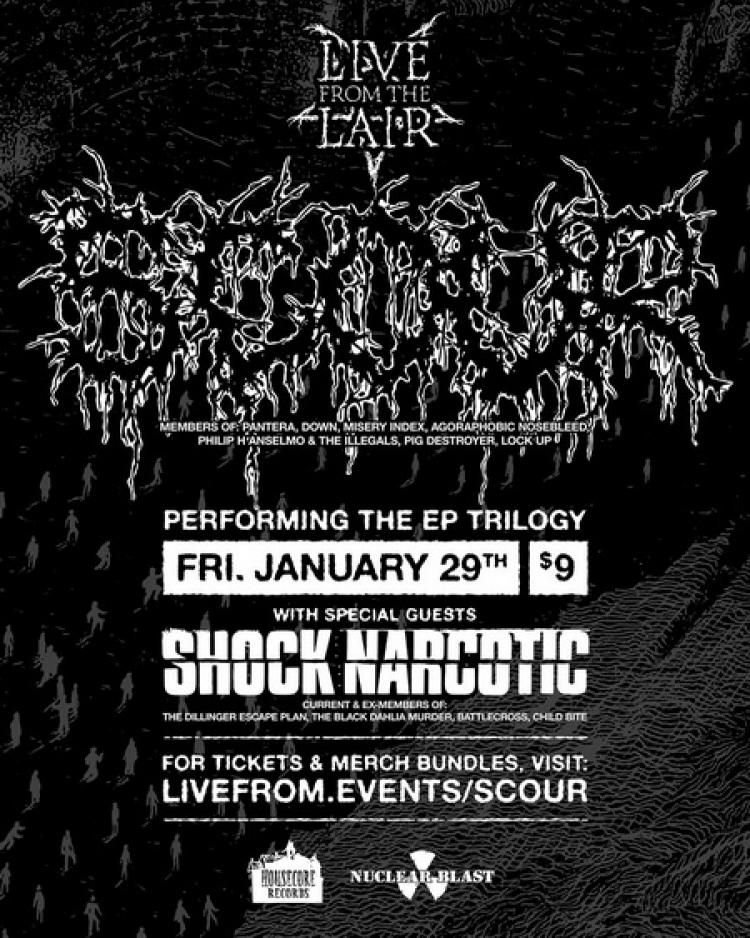 LIVE
FROM THE
LAIR
SCOUR
MEMBERS OF: PANTERA, DOWN, MISERY INDEX, AGORAPHOBIC NOSEBLEED,
PHILIP H ANSELMO & THE ILLEGALS, PIG DESTROYER, LOCK UP
PERFORMING THE EP TRILOGY
FRI. JANUARY 29TH $9
WITH SPECIAL GUESTS
SHOCK NARCOTIC
CURRENT & EX-MEMBERS OF:
THE DILLINGER ESCAPE PLAN, THE BLACK DAHLIA MURDER, BATTLECROSS, CHILD BITE
FOR TICKETS & MERCH BUNDLES, VISIT:
LIVEFROM.EVENTS/SCOUR
HOUSECORE
RECORDS
NUCLEAR BLAST